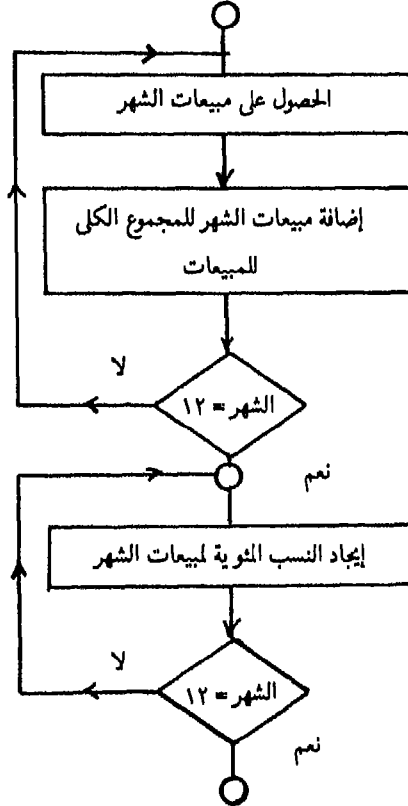 الحصول على مبيعات الشهر
إضافة مبيعات الشهر للمجموع الكلى
للمبيعات
لا
الشهر = ١٢
نعم
إيجاد النسب المئوية لمبيعات الشهر
لا
الشهر = ١٢
نعم